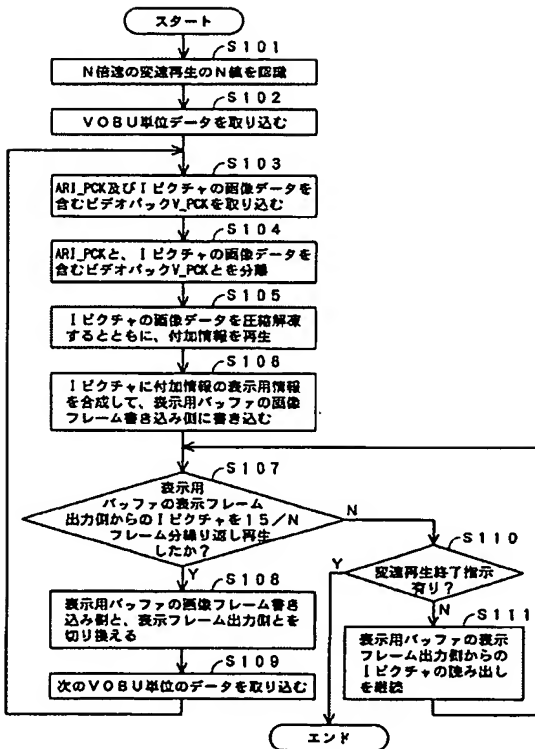 スタート
S101
N倍速の変速再生のN値を認識
S102
VOBU単位データを取り込む
S103
ARI_PCK及びIピクチャの画像データを
含むビデオパックV_PCKを取り込む
S104
ARI_PCKと、Iピクチャの画像データを
含むビデオパックV_PCKとを分離
S105
Iピクチャの画像データを圧縮解凍
するとともに、付加情報を再生
S106
Iピクチャに付加情報の表示用情報
を合成して、表示用バッファの画像
フレーム書き込み側に書き込む
S107
表示用
バッファの表示フレーム
出力側からのIピクチャを15/N
フレーム分繰り返し再生
したか?
N
Y
S110
変速再生終了指示
有り?
Y
N
S108
表示用バッファの画像フレーム書き
込み側と、表示フレーム出力側とを
切り換える
S111
表示用バッファの表示
フレーム出力側からの
Iピクチャの読み出し
を継続
S109
次のVOBU単位のデータを取り込む
エンド